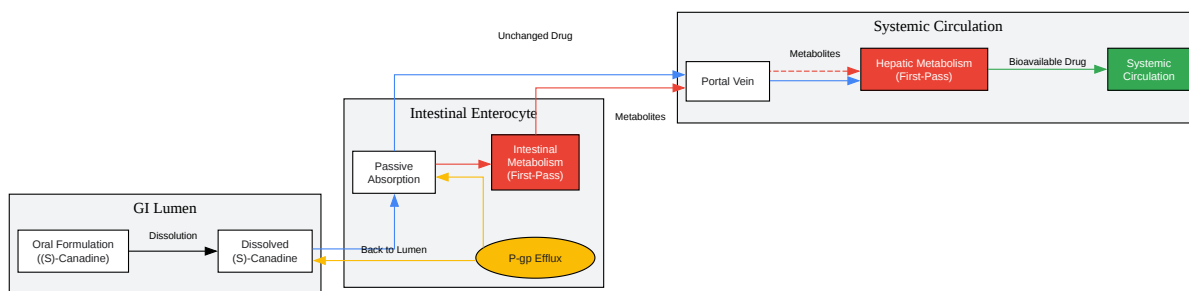 Systemic Circulation
Unchanged Drug
Metabolites
Hepatic Metabolism
(First-Pass)
Bioavailable Drug
Systemic
Circulation
Portal Vein
Metabolites
Intestinal Enterocyte
Passive
Absorption
Intestinal
Metabolism
(First-Pass)
GI Lumen
Oral Formulation
((S)-Canadine)
Dissolution
Dissolved
(S)-Canadine
Back to Lumen
P-gp Efflux